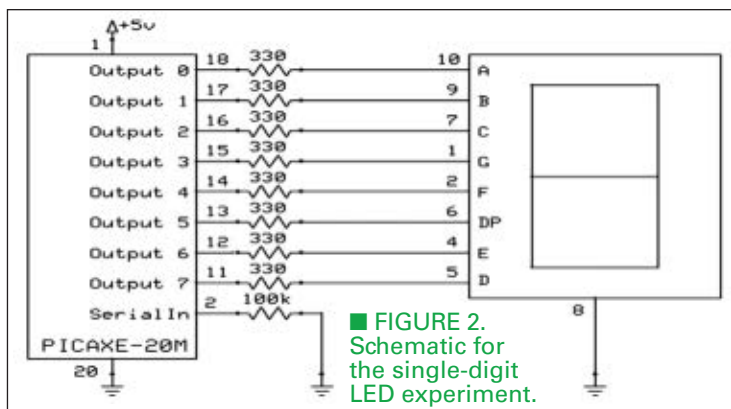 +5v
1
Output 0 18 330 10 A
Output 1 17 330 9 B
Output 2 16 330 7 C
Output 3 15 330 1 G
Output 4 14 330 2 F
Output 5 13 330 6 DP
Output 6 12 330 4 E
Output 7 11 330 5 D
SerialIn 2 100k
PICAXE-20M
20
8
■ FIGURE 2.
Schematic for
the single-digit
LED experiment.